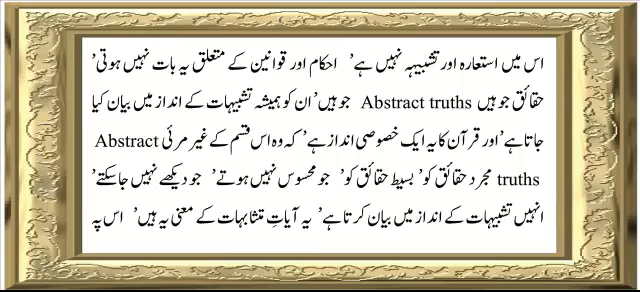 اس میں استعارہ اور تشبیہہ نہیں ہے’ احکام اور قوانین کے متعلق یہ بات نہیں ہوتی’
حقائق جو ہیں Abstract truths جو ہیں’ ان کو ہمیشہ تشبیہات کے انداز میں بیان کیا
جاتا ہے’ اور قرآن کا یہ ایک خصوصی انداز ہے’ کہ وہ اس قسم کے غیر مرئی Abstract
truths مجرد حقائق کو’ بسیط حقائق کو’ جو محسوس نہیں ہوتے’ جو دیکھے نہیں جاسکتے’
انہیں تشبیہات کے انداز میں بیان کرتا ہے’ یہ آیاتِ متشابہات کے معنی یہ ہیں’ اس پہ